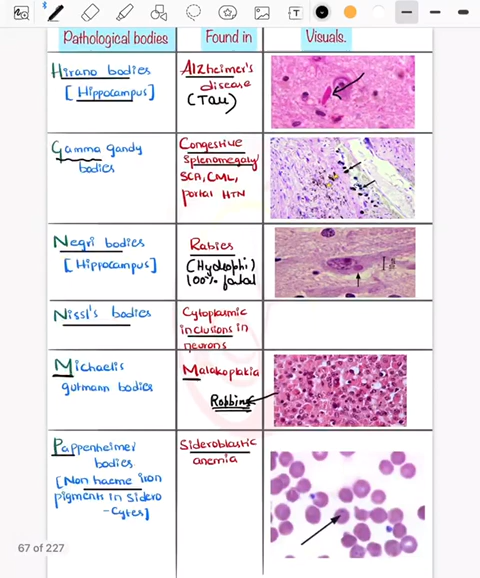 Pathological bodies Found in Visuals.
Hirano bodies
[Hippocampus]
Alzheimer's
disease
(Tau)
Gamma gandy
bodies
Congestive
Splenomegaly/
SCA, CML,
portal HTN
Negri bodies
[Hippocampus]
Rabies
(Hydrophi)
100% fatal
Nissl's bodies
Cytoplasmic
inclusions in
neurons
Michaelis
gutmann bodies
Malakoplakia
Robbins
Pappenheimer
bodies
[Non haeme iron
pigments in Sidero
-cytes]
Sideroblastic
anemia
67 of 227